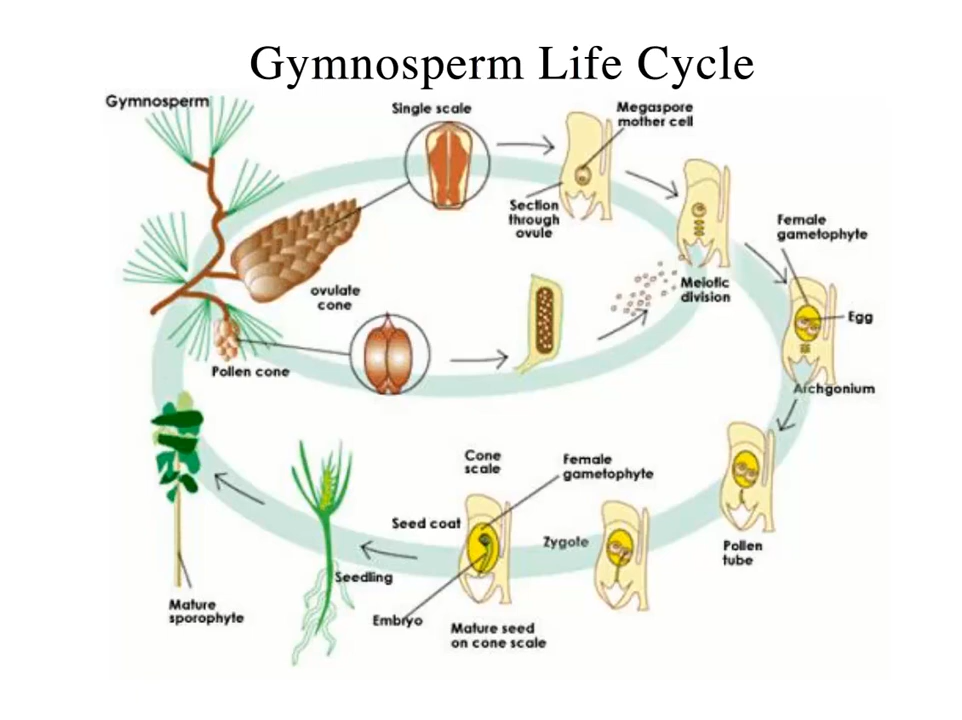 Gymnosperm Life Cycle
Gymnosperm
Single scale
Megaspore
mother cell
Section
through
ovule
Female
gametophyte
ovulate
cone
Meiotic
division
Egg
Pollen cone
Archgonium
Cone
scale
Female
gametophyte
Seed coat
Zygote
Pollen
tube
Seedling
Mature
sporophyte
Embryo
Mature seed
on cone scale